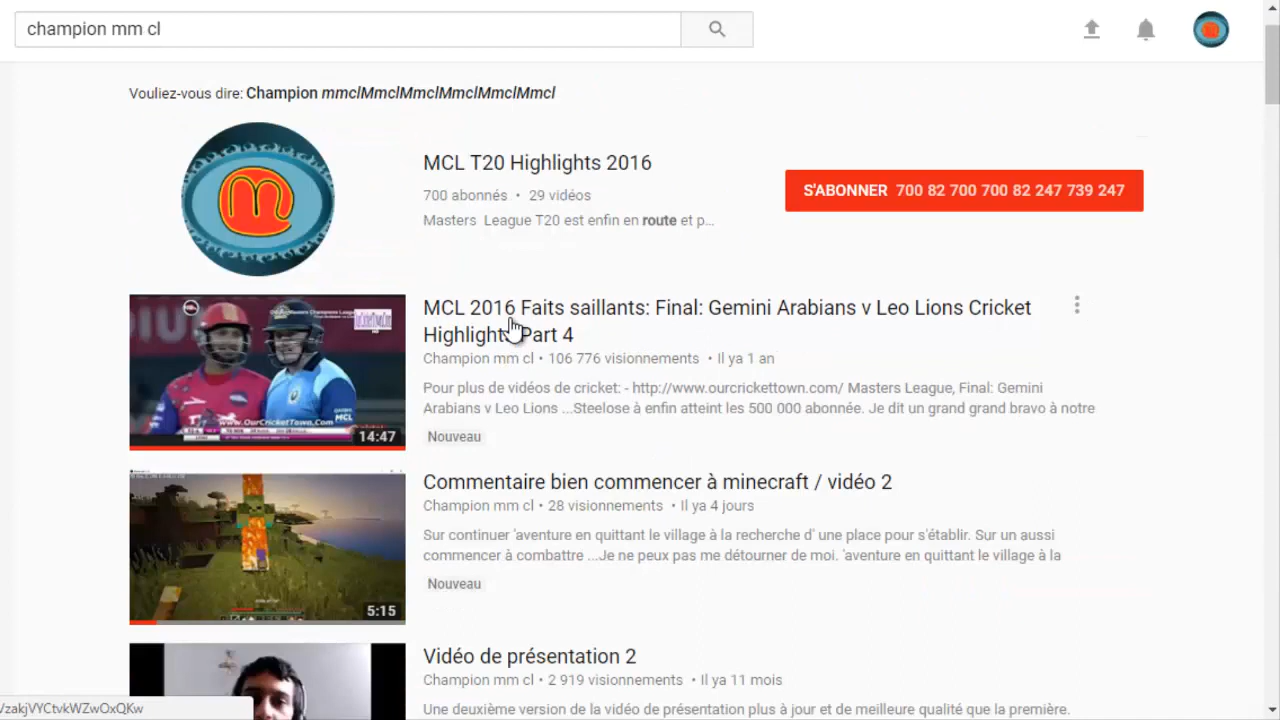 champion mm cl
Vouliez-vous dire: Champion mmclMmclMmclMmclMmclMmcl
MCL T20 Highlights 2016
700 abonnés • 29 vidéos
Masters League T20 est enfin en route et p...
S'ABONNER 700 82 700 700 82 247 739 247
MCL 2016 Faits saillants: Final: Gemini Arabians v Leo Lions Cricket
Highlights Part 4
Champion mm cl • 106 776 visionnements • Il ya 1 an
Pour plus de vidéos de cricket: - http://www.ourcrickettown.com/ Masters League, Final: Gemini
Arabians v Leo Lions ...Steelose à enfin atteint les 500 000 abonnée. Je dit un grand grand bravo à notre
Nouveau
www.OurCricketTown.Com
MCL
14:47
Commentaire bien commencer à minecraft / vidéo 2
Champion mm cl • 28 visionnements • Il ya 4 jours
Sur continuer 'aventure en quittant le village à la recherche d' une place pour s'établir. Sur un aussi
commencer à combattre ...Je ne peux pas me détourner de moi. 'aventure en quittant le village à la
Nouveau
5:15
Vidéo de présentation 2
Champion mm cl • 2 919 visionnements • Il ya 11 mois
Une deuxième version de la vidéo de présentation plus à jour et de meilleure qualité que la première.
VzakjVYCtvkWZwOxQKw